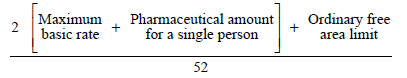 2 [ Maximum basic rate + Pharmaceutical amount for a single person ] + Ordinary free area limit
52